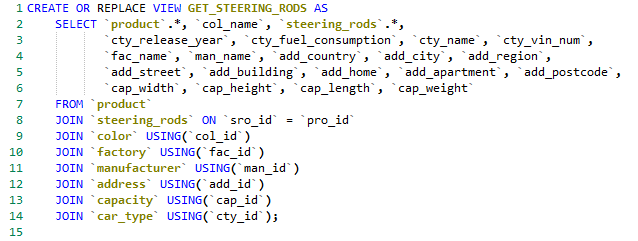 1 CREATE OR REPLACE VIEW GET_STEERING_RODS AS
2 SELECT `product`.*, `col_name`, `steering_rods`.*,
3 `cty_release_year`, `cty_fuel_consumption`, `cty_name`, `cty_vin_num`,
4 `fac_name`, `man_name`, `add_country`, `add_city`, `add_region`,
5 `add_street`, `add_building`, `add_home`, `add_apartment`, `add_postcode`,
6 `cap_width`, `cap_height`, `cap_length`, `cap_weight`
7 FROM `product`
8 JOIN `steering_rods` ON `sro_id` = `pro_id`
9 JOIN `color` USING(`col_id`)
10 JOIN `factory` USING(`fac_id`)
11 JOIN `manufacturer` USING(`man_id`)
12 JOIN `address` USING(`add_id`)
13 JOIN `capacity` USING(`cap_id`)
14 JOIN `car_type` USING(`cty_id`);
15